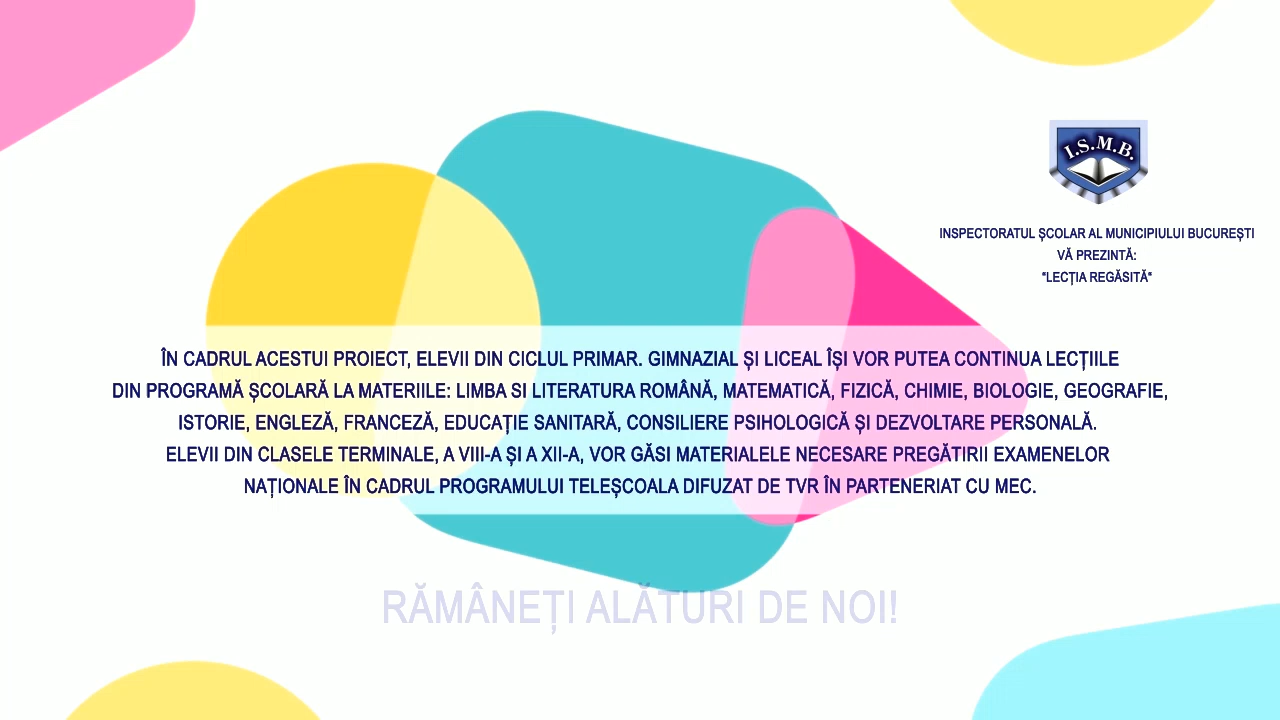 I.S.M.B.
INSPECTORATUL ȘCOLAR AL MUNICIPIULUI BUCUREȘTI
VĂ PREZINTĂ:
"LECȚIA REGĂSITĂ"
ÎN CADRUL ACESTUI PROIECT, ELEVII DIN CICLUL PRIMAR. GIMNAZIAL ȘI LICEAL ÎȘI VOR PUTEA CONTINUA LECȚIILE
DIN PROGRAMĂ ȘCOLARĂ LA MATERIILE: LIMBA SI LITERATURA ROMÂNĂ, MATEMATICĂ, FIZICĂ, CHIMIE, BIOLOGIE, GEOGRAFIE,
ISTORIE, ENGLEZĂ, FRANCEZĂ, EDUCAȚIE SANITARĂ, CONSILIERE PSIHOLOGICĂ ȘI DEZVOLTARE PERSONALĂ.
ELEVII DIN CLASELE TERMINALE, A VIII-A ȘI A XII-A, VOR GĂSI MATERIALELE NECESARE PREGĂTIRII EXAMENELOR
NAȚIONALE ÎN CADRUL PROGRAMULUI TELEȘCOALA DIFUZAT DE TVR ÎN PARTENERIAT CU MEC.
RĂMÂNEȚI ALĂTURI DE NOI!